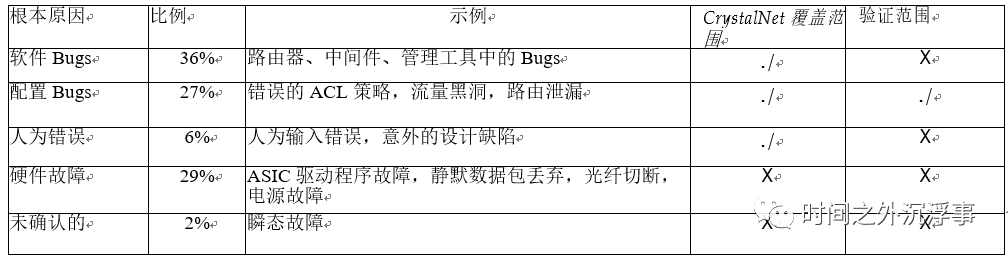 根本原因 比例 示例 CrystalNet 覆盖范围 验证范围
软件 Bugs 36% 路由器、中间件、管理工具中的 Bugs ./ X
配置 Bugs 27% 错误的 ACL 策略，流量黑洞，路由泄漏 ./ ./
人为错误 6% 人为输入错误，意外的设计缺陷 ./ X
硬件故障 29% ASIC 驱动程序故障，静默数据包丢弃，光纤切断， X X
电源故障
未确认的 2% 瞬态故障 X X
时间之外沉浮事